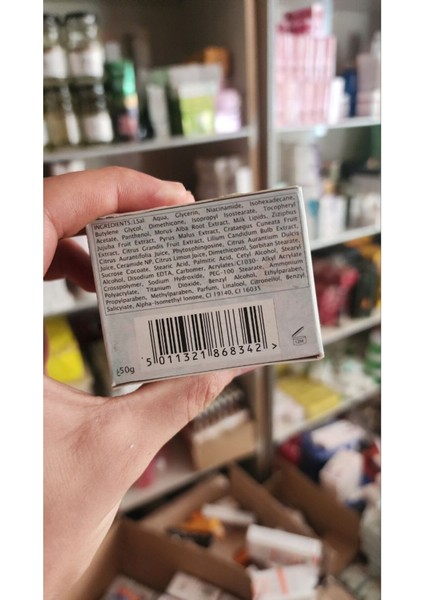 INGREDIENTS: LSal Aqua, Glycerin, Niacinamide, Isohexadecane,
Butylene Glycol, Dimethicone, Isopropyl Isostearate, Tocopheryl
Acetate, Panthenol, Morus Alba Root Extract, Milk Lipids, Ziziphus
Jujuba Fruit Extract, Pyrus Malus Extract, Crataegus Cuneata Fruit
Extract, Citrus Grandis Fruit Extract, Lilium Candidum Bulb Extract
Citrus Aurantifolia Juice, Phytosphingosine, Citrus Aurantium Dulcis
Juice, Ceramide NP, Citrus Limon Juice, Dimethiconol, Sorbitan Stearate,
Sucrose Cocoate, Stearic Acid, Palmitic Acid, Cetyl Alcohol, Stearyl
Alcohol, Disodium EDTA, Carbomer, Acrylates C1030- Alkyl Acrylate
Crosspolymer, Sodium Hydroxide, PEG-100 Stearate, Ammonium
Polyacrylate, Titanium Dioxide, Benzyl Alcohol, Ethylparaben,
Propylparaben, Methylparaben, Parfum, Linalool, Citronellol, Benzyl
Salicylate, Alpha-Isomethyl Ionone, CI 19140, CI 16035
5 011321 868342 >
50g